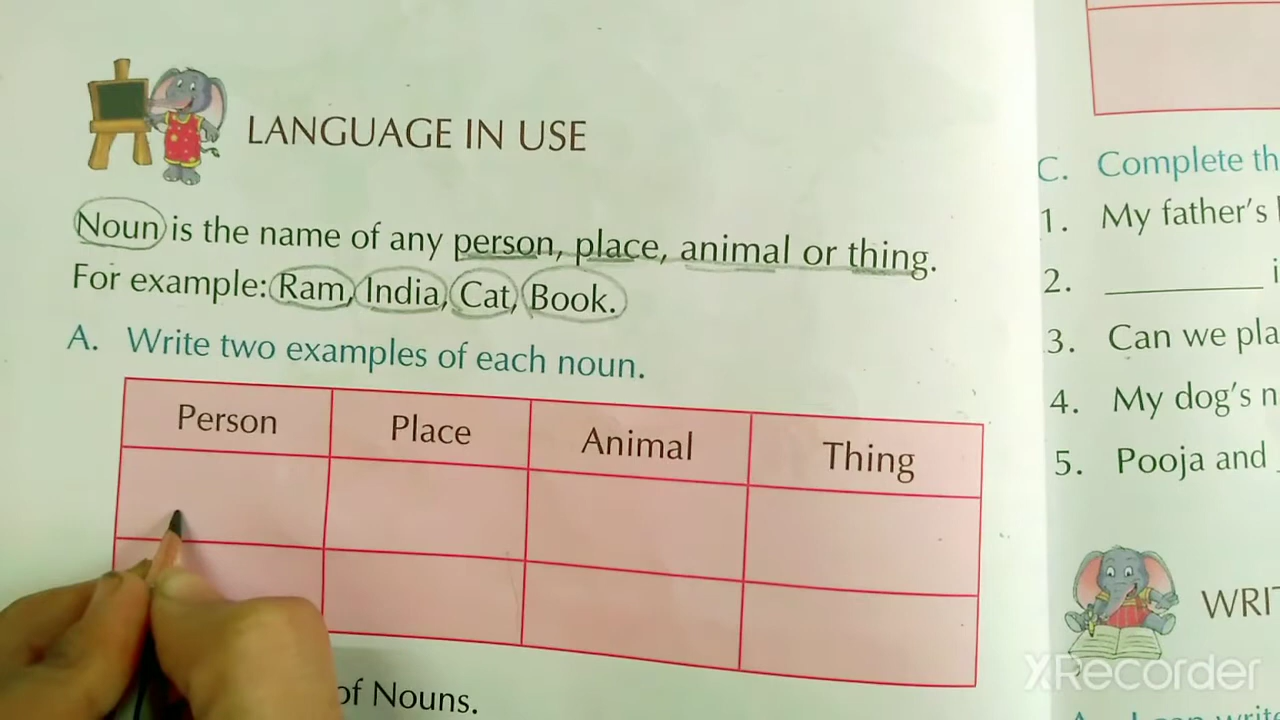 LANGUAGE IN USE
Noun is the name of any person, place, animal or thing.
For example: Ram, India, Cat, Book.
A. Write two examples of each noun.
Person Place Animal Thing
of Nouns.
C. Complete th
1. My father's
2. ________ i
3. Can we pla
4. My dog's n
5. Pooja and
WRIT
XRecorder